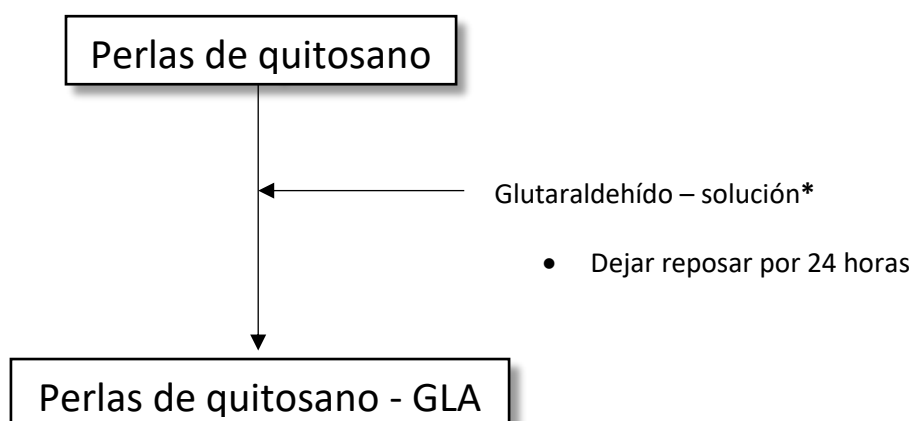 Perlas de quitosano
Glutaraldehído – solución*
• Dejar reposar por 24 horas
Perlas de quitosano - GLA